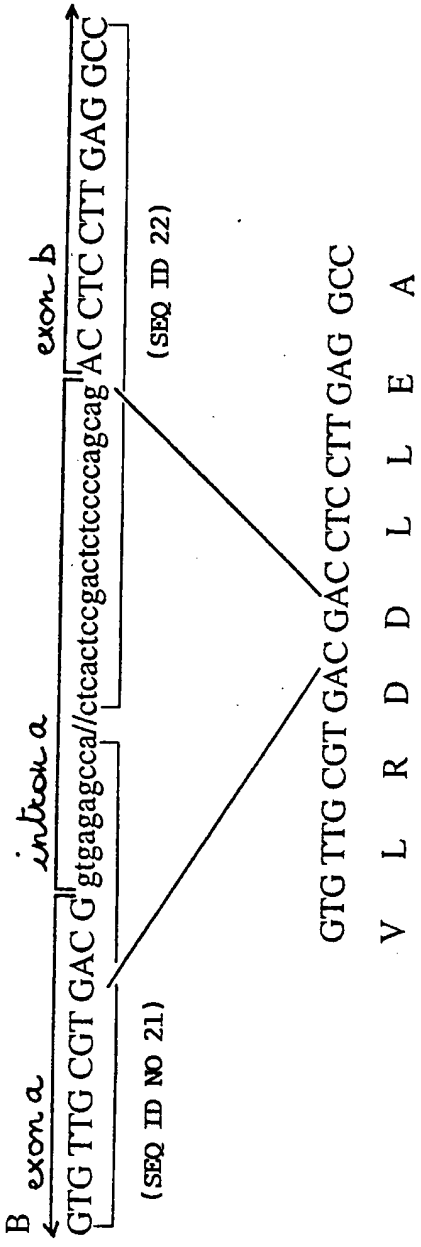 B
exon a intron a exon b
GTG TTG CGT GAC G gtgagagcca//ctcactccgactctccccagcag AC CTC CTT GAG GCC
(SEQ ID NO 21) (SEQ ID 22)
GTG TTG CGT GAC GAC CTC CTT GAG GCC
V L R D D L L E A